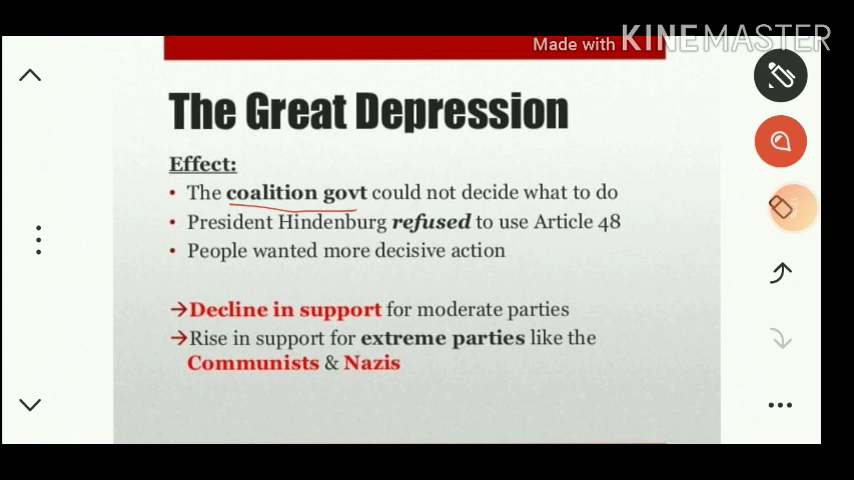 Made with KINEMASTER
The Great Depression
Effect:
• The coalition govt could not decide what to do
• President Hindenburg refused to use Article 48
• People wanted more decisive action
→Decline in support for moderate parties
→Rise in support for extreme parties like the
Communists & Nazis